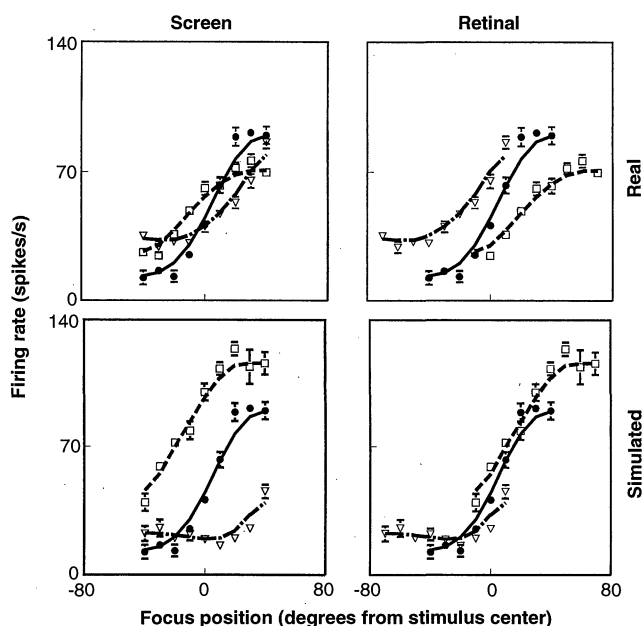 Screen
Retinal
140
70
0
Real
Firing rate (spikes/s)
140
70
0
Simulated
-80
0
80
-80
0
80
Focus position (degrees from stimulus center)